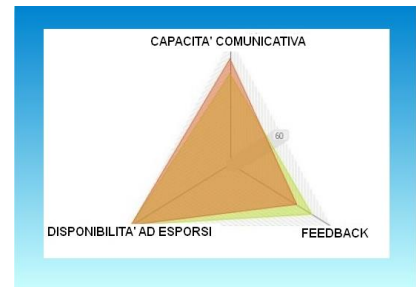 CAPACITA' COMUNICATIVA
60
DISPONIBILITA' AD ESPORSI
FEEDBACK